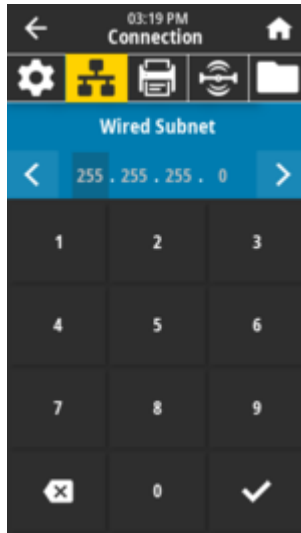 03:19 PM
Connection
Wired Subnet
255 . 255 . 255 . 0
1 2 3
4 5 6
7 8 9
0